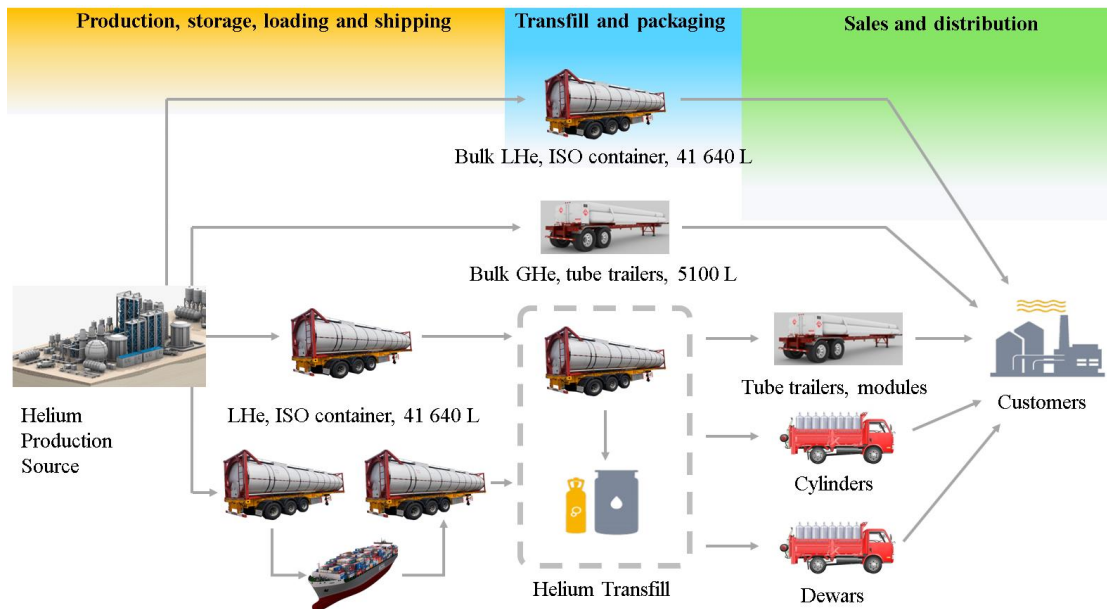 Production, storage, loading and shipping
Transfill and packaging
Sales and distribution
Bulk LHe, ISO container, 41 640 L
Bulk GHe, tube trailers, 5100 L
Helium
Production
Source
LHe, ISO container, 41 640 L
Tube trailers, modules
Customers
Cylinders
Helium Transfill
Dewars